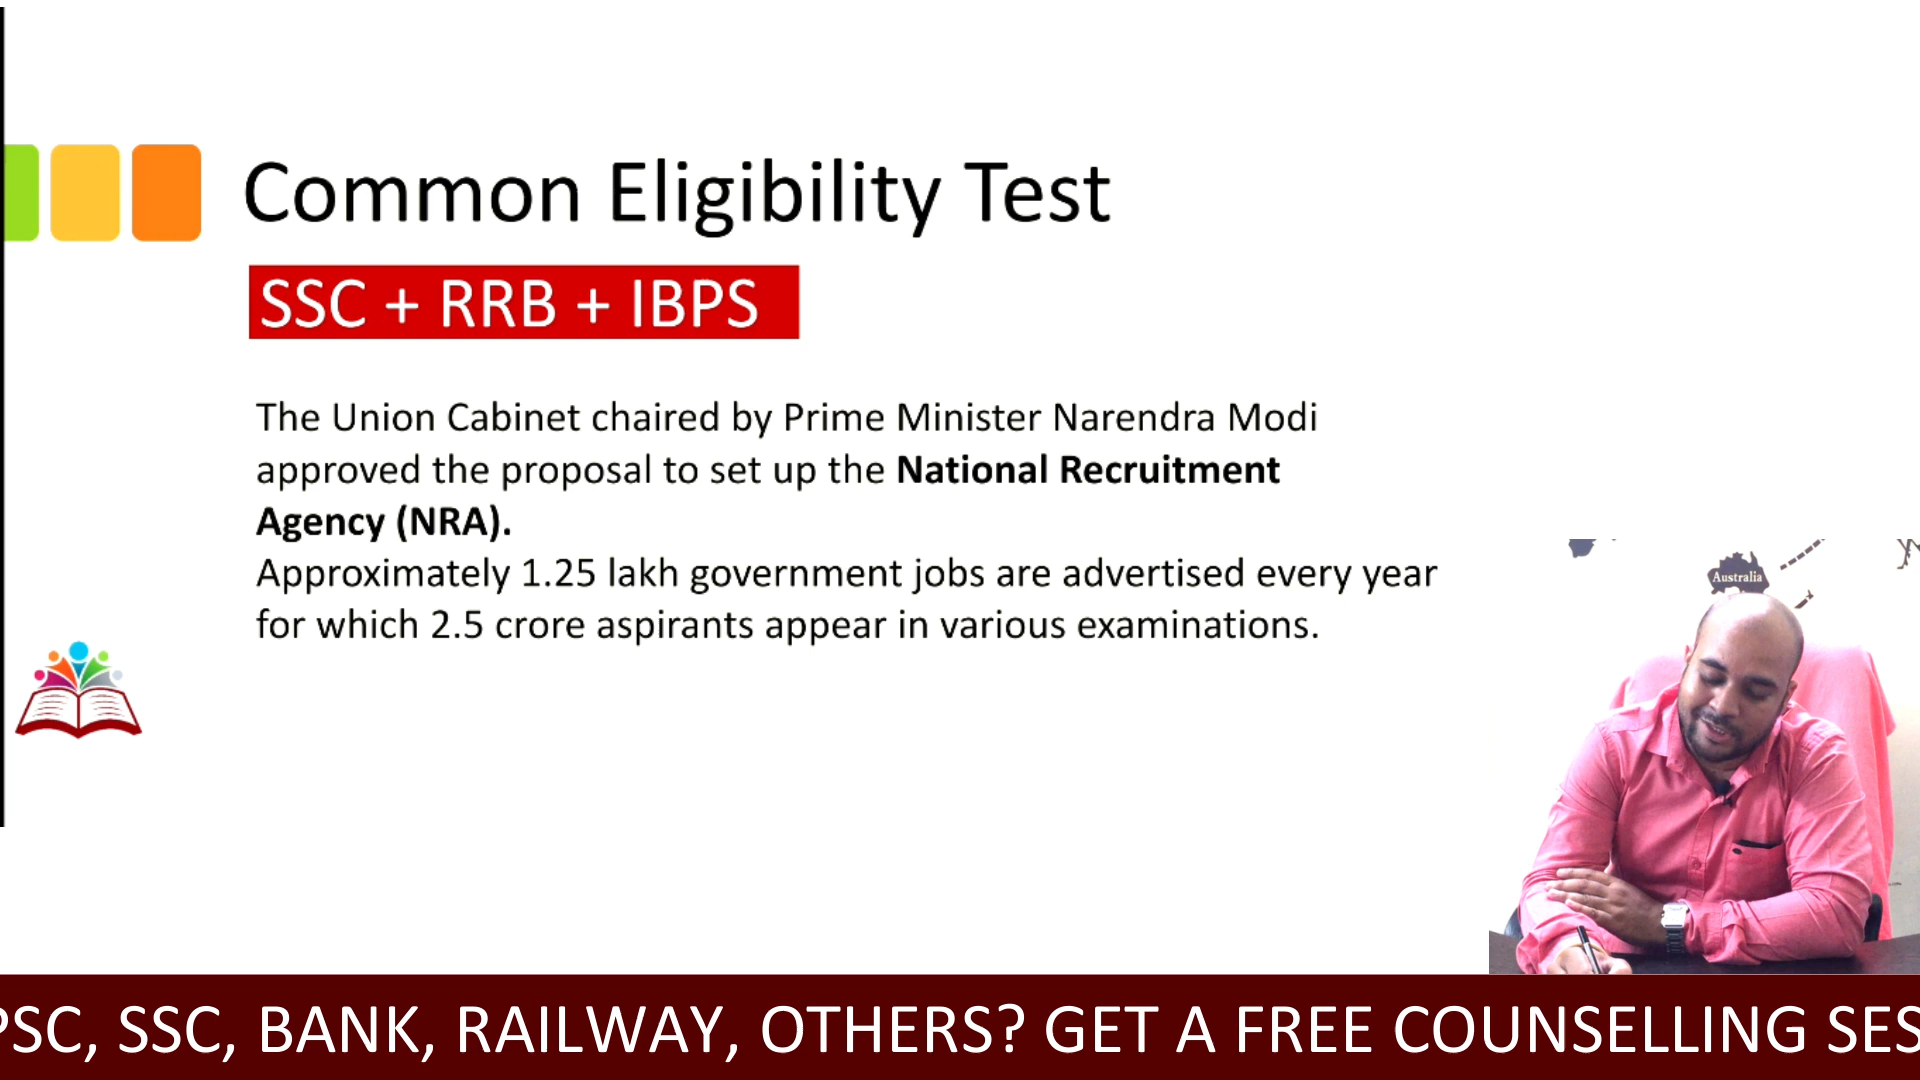 Common Eligibility Test
SSC + RRB + IBPS
The Union Cabinet chaired by Prime Minister Narendra Modi
approved the proposal to set up the National Recruitment
Agency (NRA).
Approximately 1.25 lakh government jobs are advertised every year
for which 2.5 crore aspirants appear in various examinations.
Australia
PSC, SSC, BANK, RAILWAY, OTHERS? GET A FREE COUNSELLING SES